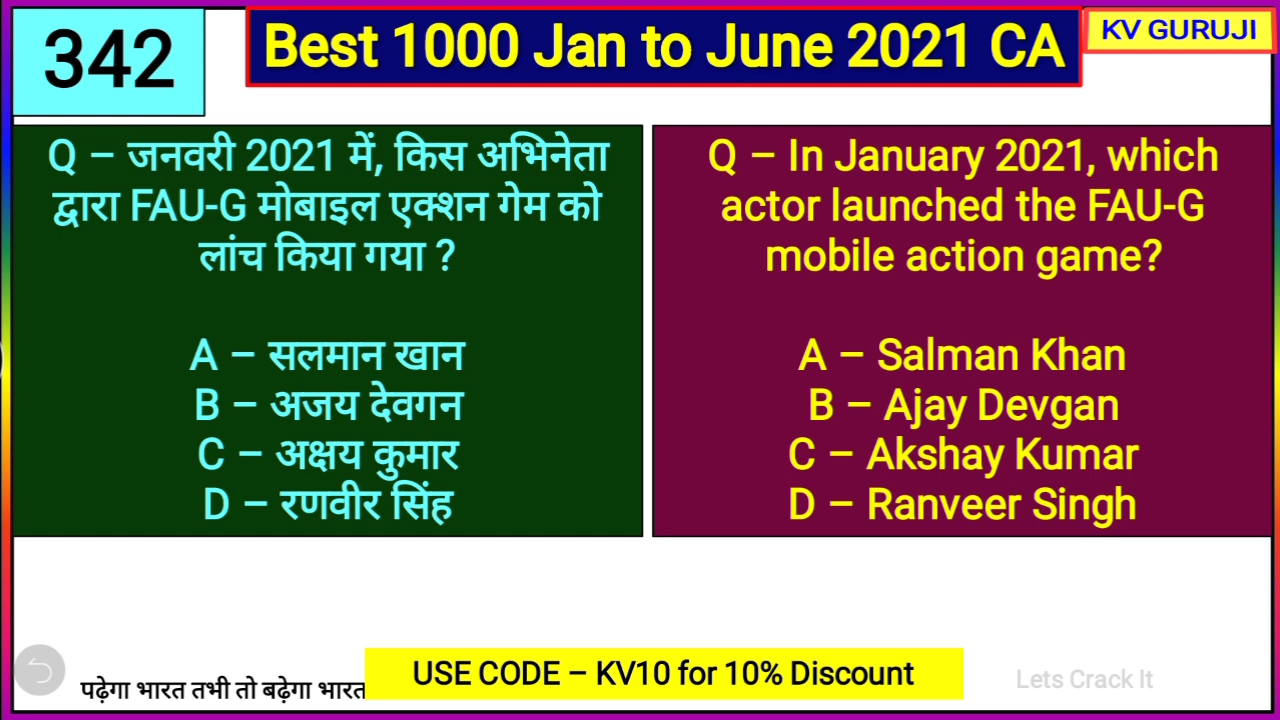 342
Best 1000 Jan to June 2021 CA
KV GURUJI
Q – जनवरी 2021 में, किस अभिनेता
द्वारा FAU-G मोबाइल एक्शन गेम को
लांच किया गया ?
A – सलमान खान
B – अजय देवगन
C – अक्षय कुमार
D – रणवीर सिंह
Q – In January 2021, which
actor launched the FAU-G
mobile action game?
A – Salman Khan
B – Ajay Devgan
C – Akshay Kumar
D – Ranveer Singh
पढ़ेगा भारत तभी तो बढ़ेगा भारत
USE CODE – KV10 for 10% Discount
Lets Crack It